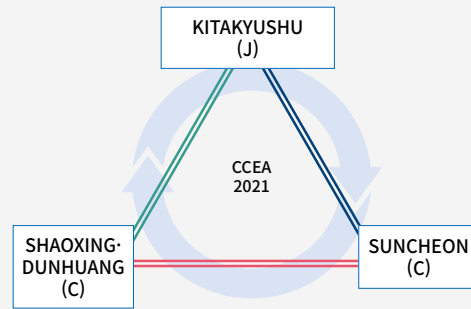 KITAKYUSHU
(J)
CCEA
2021
SHAOXING·
DUNHUANG
(C)
SUNCHEON
(C)